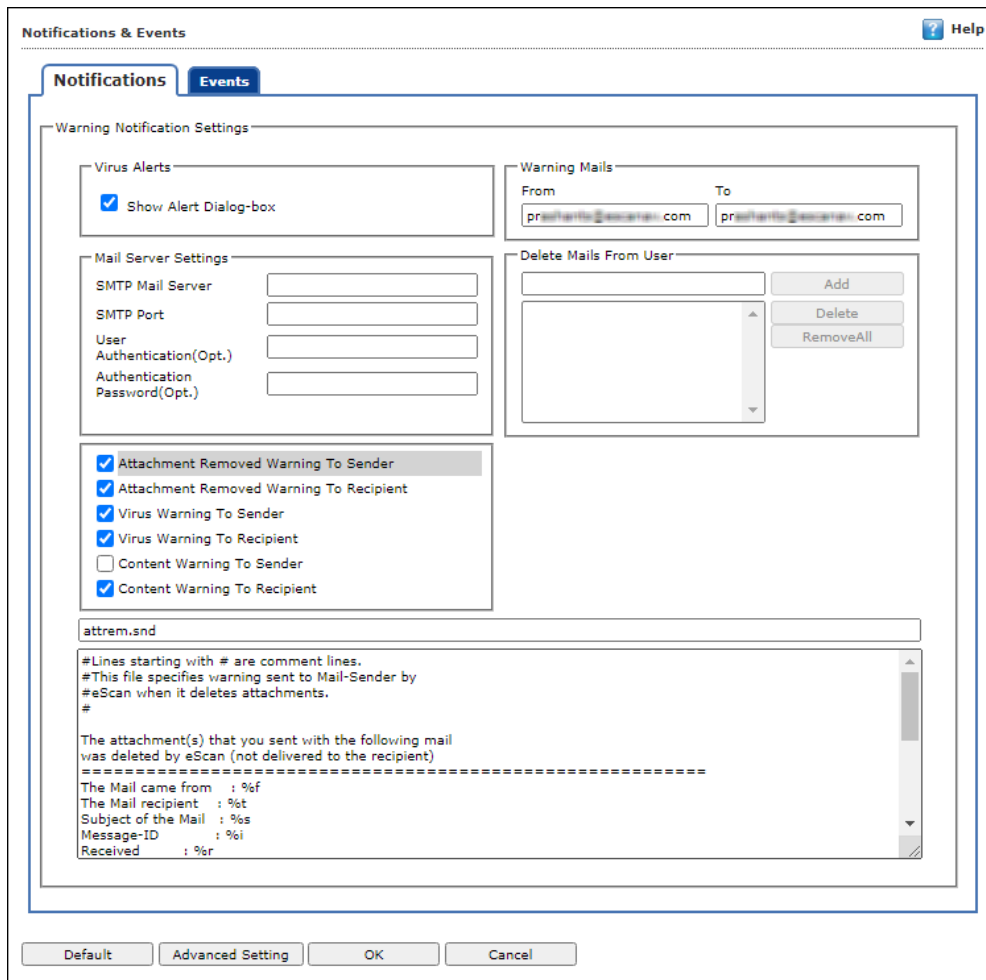 Notifications & Events
? Help
Notifications
Events
Warning Notification Settings
Virus Alerts
Show Alert Dialog-box
Warning Mails
From
To
pr .com
pr .com
Mail Server Settings
SMTP Mail Server
SMTP Port
User
Authentication(Opt.)
Authentication
Password(Opt.)
Delete Mails From User
Add
Delete
RemoveAll
Attachment Removed Warning To Sender
Attachment Removed Warning To Recipient
Virus Warning To Sender
Virus Warning To Recipient
Content Warning To Sender
Content Warning To Recipient
attrem.snd
#Lines starting with # are comment lines.
#This file specifies warning sent to Mail-Sender by
#eScan when it deletes attachments.
#
The attachment(s) that you sent with the following mail
was deleted by eScan (not delivered to the recipient)
==========================================================
The Mail came from : %f
The Mail recipient : %t
Subject of the Mail : %s
Message-ID : %i
Received : %r
Default
Advanced Setting
OK
Cancel